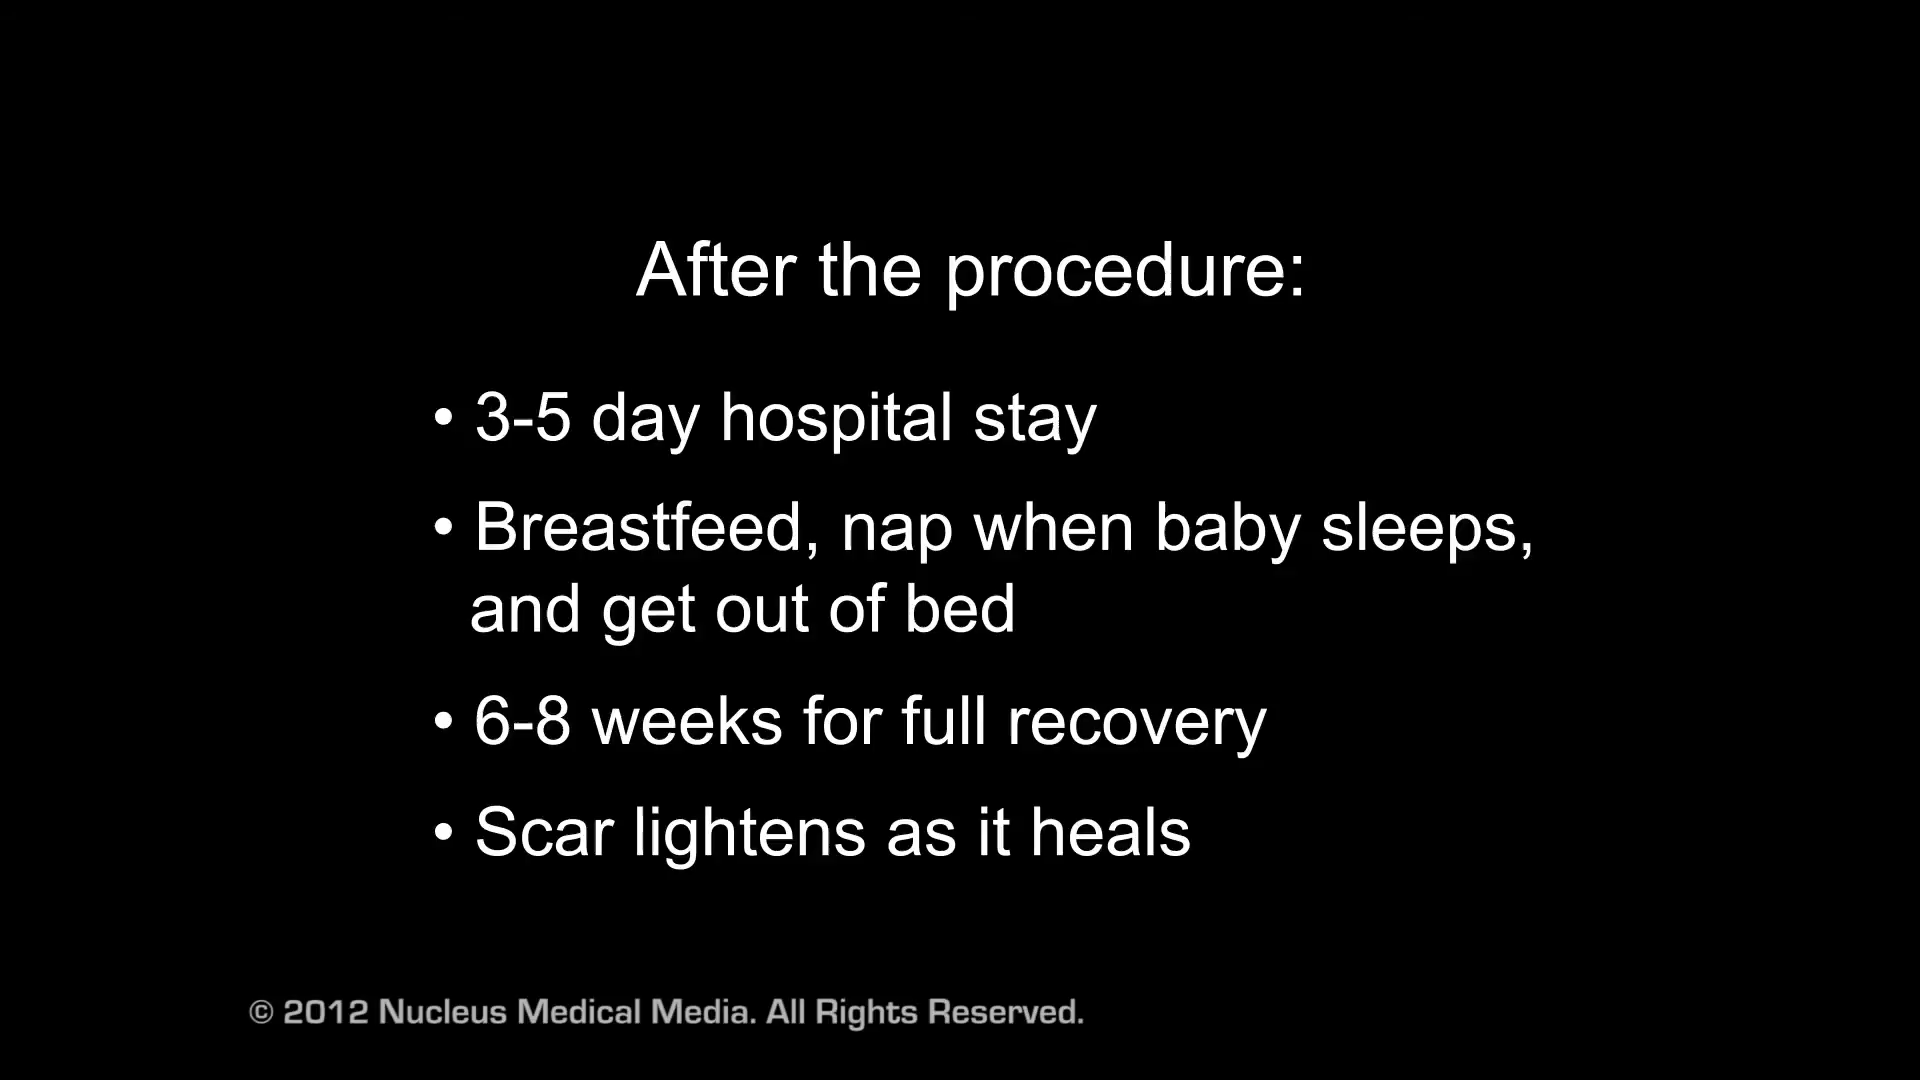 After the procedure:
• 3-5 day hospital stay
• Breastfeed, nap when baby sleeps,
and get out of bed
• 6-8 weeks for full recovery
• Scar lightens as it heals
© 2012 Nucleus Medical Media. All Rights Reserved.